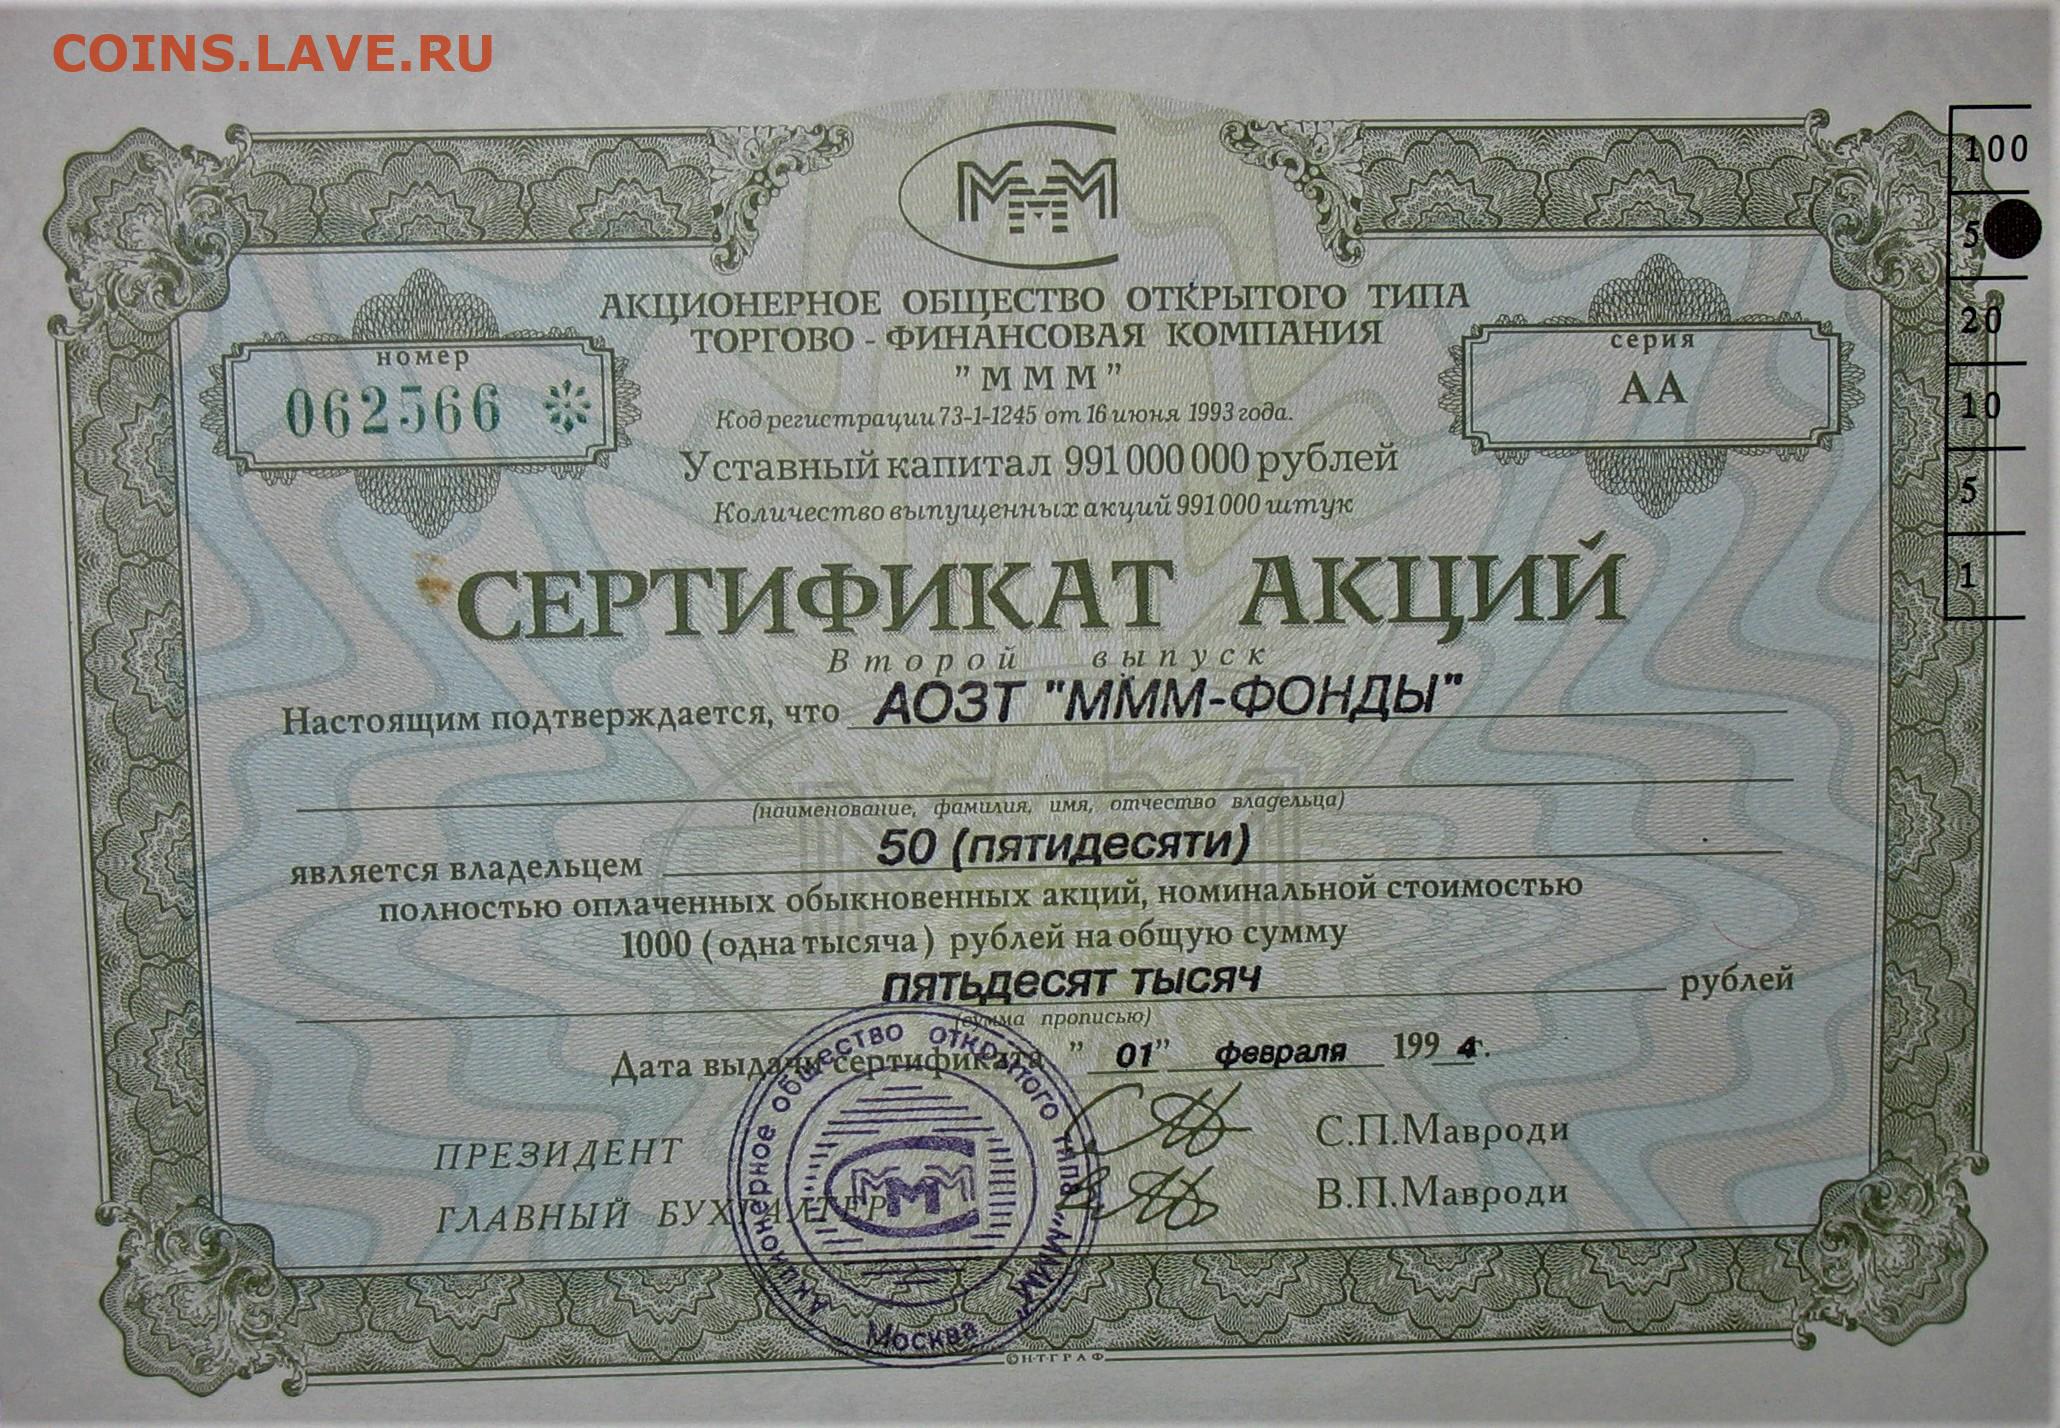 COINS.LAVE.RU
МММ
100
5
20
10
5
1
АКЦИОНЕРНОЕ ОБЩЕСТВО ОТКРЫТОГО ТИПА
ТОРГОВО - ФИНАНСОВАЯ КОМПАНИЯ
"МММ"
номер
062566
серия
АА
Код регистрации 73-1-1245 от 16 июня 1993 года.
Уставный капитал 991 000 000 рублей
Количество выпущенных акций 991 000 штук
СЕРТИФИКАТ АКЦИЙ
Второй выпуск
Настоящим подтверждается, что АОЗТ "МММ-ФОНДЫ"
(наименование, фамилия, имя, отчество владельца)
является владельцем 50 (пятидесяти)
полностью оплаченных обыкновенных акций, номинальной стоимостью
1000 (одна тысяча) рублей на общую сумму
пятьдесят тысяч рублей
(сумма прописью)
Дата выдачи сертификата "01" февраля 1994г.
ПРЕЗИДЕНТ С.П.Мавроди
ГЛАВНЫЙ БУХГАЛТЕР В.П.Мавроди
Акционерное общество открытого типа „МММ"
МММ
Москва
©Н·Т·ГРАФ